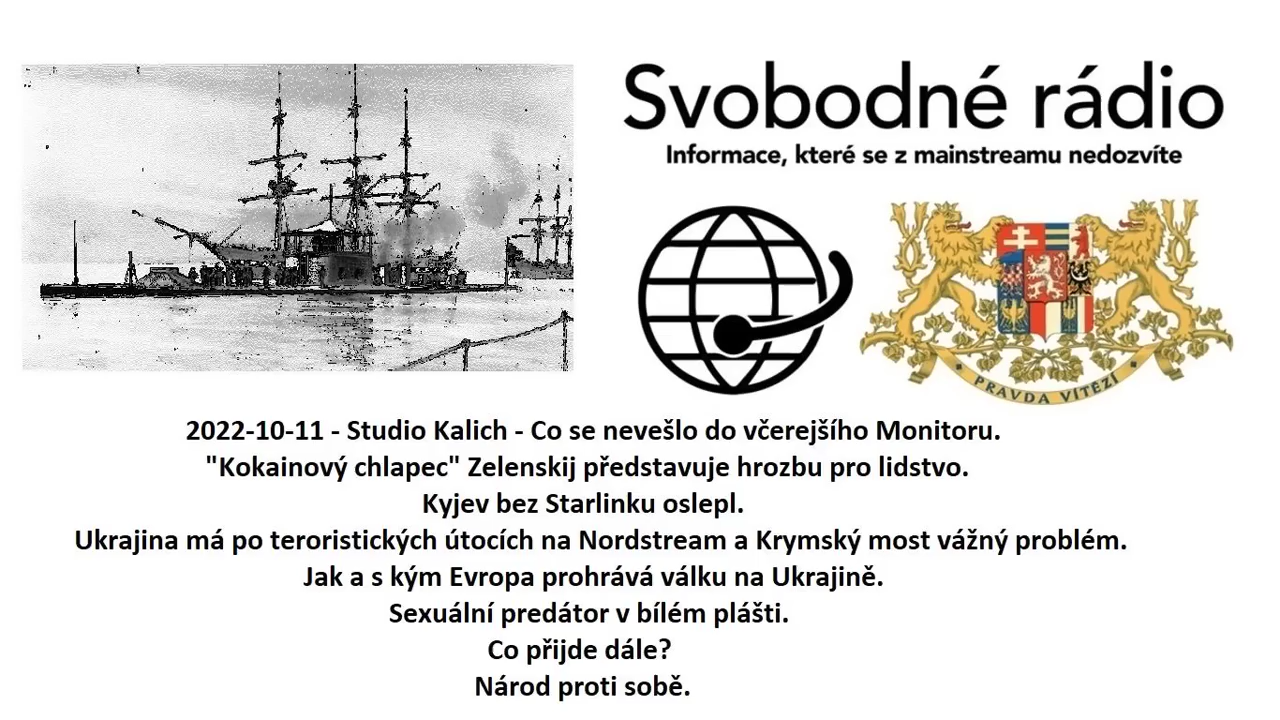 Svobodné rádio
Informace, které se z mainstreamu nedozvíte
PRAVDA VÍTĚZÍ
2022-10-11 - Studio Kalich - Co se nevešlo do včerejšího Monitoru.
"Kokainový chlapec" Zelenskij představuje hrozbu pro lidstvo.
Kyjev bez Starlinku oslepl.
Ukrajina má po teroristických útocích na Nordstream a Krymský most vážný problém.
Jak a s kým Evropa prohrává válku na Ukrajině.
Sexuální predátor v bílém plášti.
Co přijde dále?
Národ proti sobě.